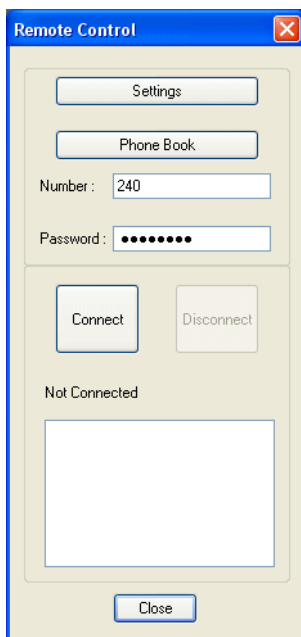 Remote Control
Settings
Phone Book
Number : 240
Password : ●●●●●●●●
Connect Disconnect
Not Connected
Close